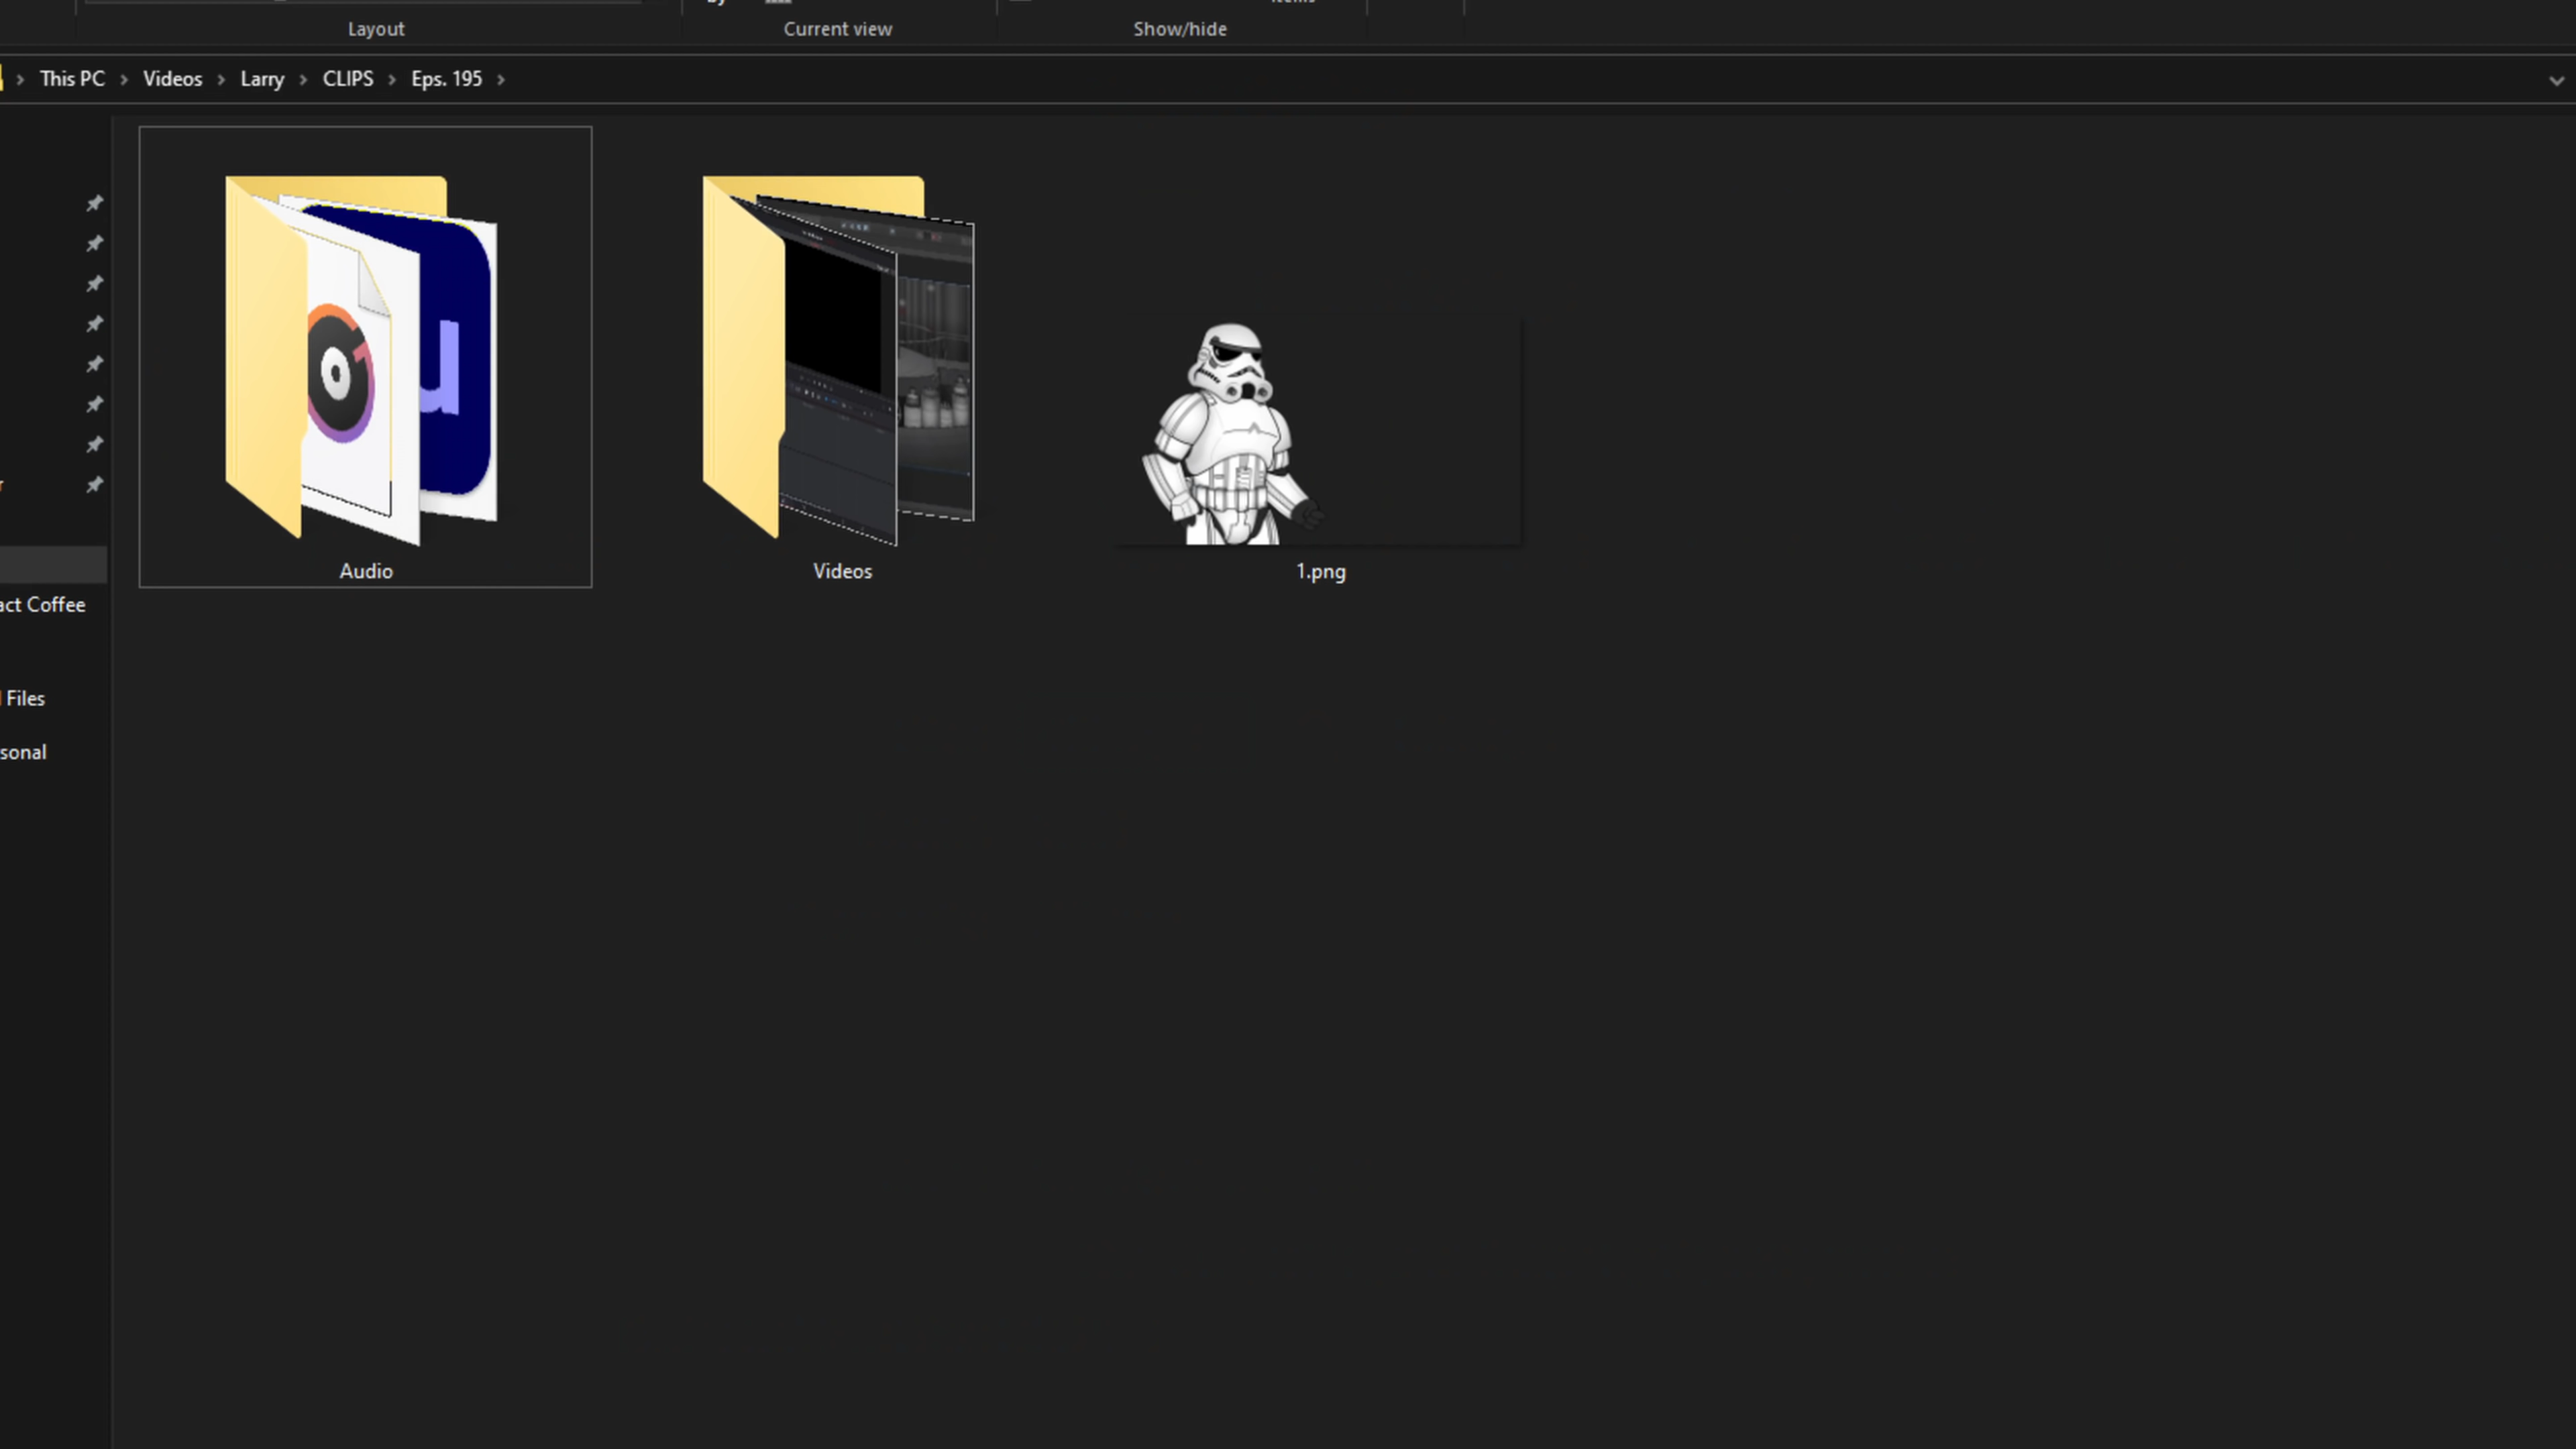 Layout
Current view
Show/hide
This PC
Videos
Larry
CLIPS
Eps. 195
Audio
Videos
1.png
act Coffee
Files
sonal